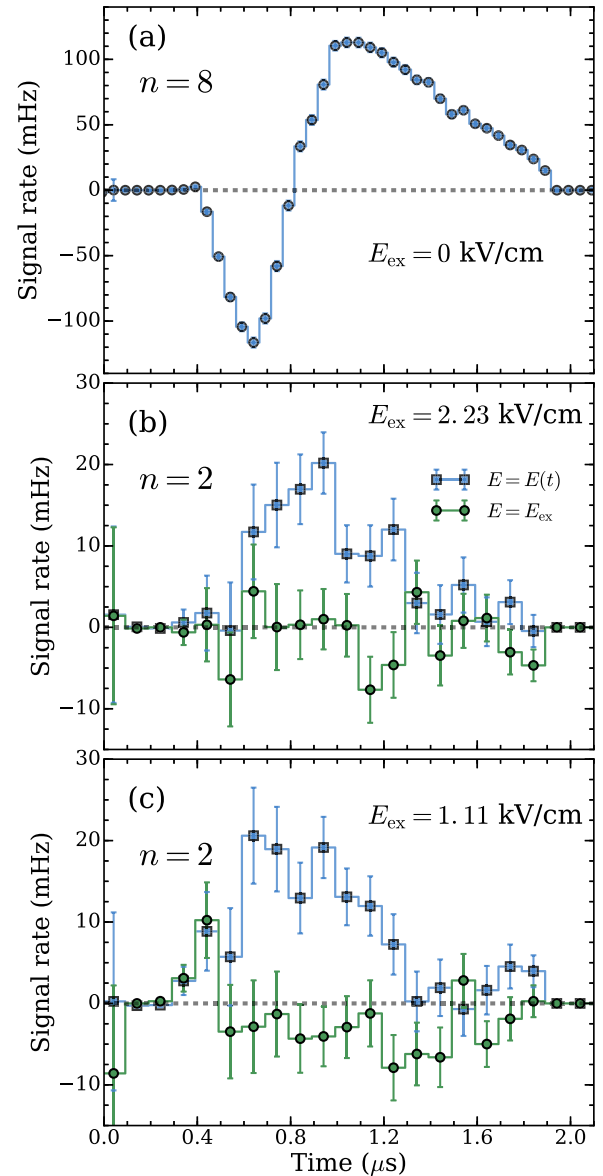 (a)
n = 8
E_ex = 0 kV/cm
Signal rate (mHz)
100
50
0
−50
−100
(b)
E_ex = 2.23 kV/cm
n = 2
E = E(t)
E = E_ex
Signal rate (mHz)
20
10
0
−10
30
(c)
E_ex = 1.11 kV/cm
n = 2
Signal rate (mHz)
20
10
0
−10
0.0 0.4 0.8 1.2 1.6 2.0
Time (μs)